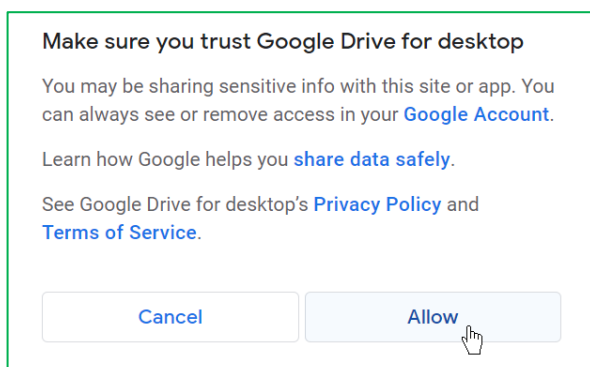 Make sure you trust Google Drive for desktop
You may be sharing sensitive info with this site or app. You
can always see or remove access in your Google Account.
Learn how Google helps you share data safely.
See Google Drive for desktop's Privacy Policy and
Terms of Service.
Cancel
Allow